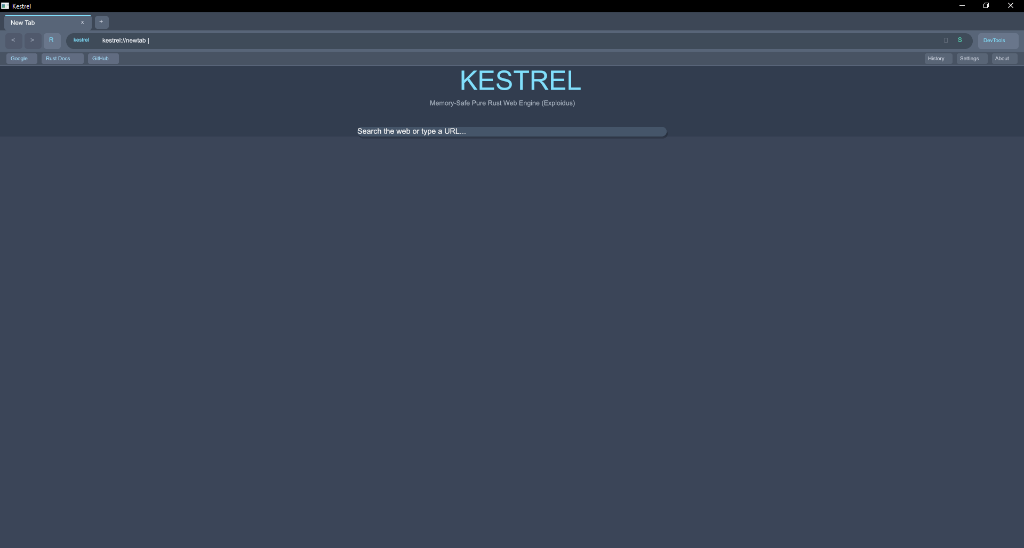 Kestrel
New Tab x +
< > R kestrel kestrel://newtab | S DevTools
Google Rust Docs GitHub History Settings About
KESTREL
Memory-Safe Pure Rust Web Engine (Exploidus)
Search the web or type a URL...